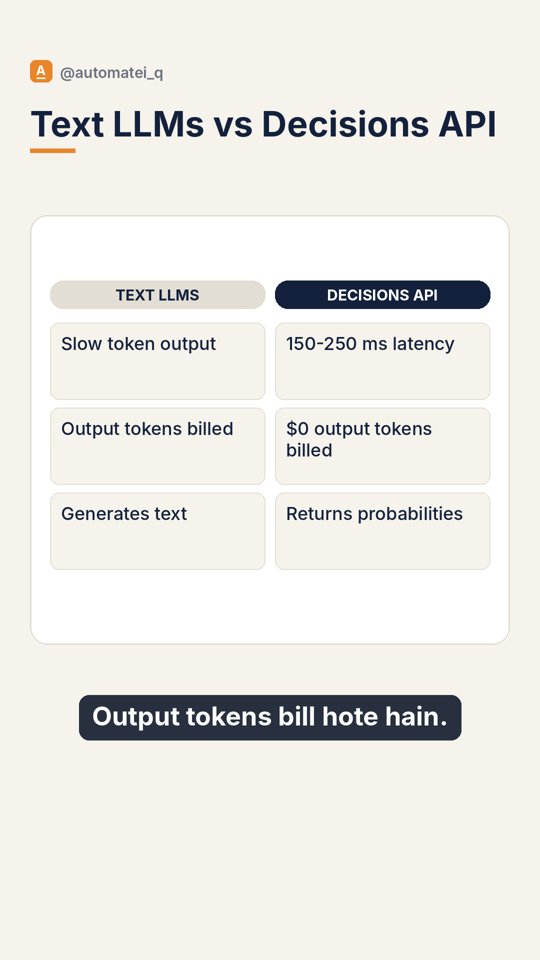 A
@automatei_q
Text LLMs vs Decisions API
TEXT LLMS
DECISIONS API
Slow token output
150-250 ms latency
Output tokens billed
$0 output tokens
billed
Generates text
Returns probabilities
Output tokens bill hote hain.